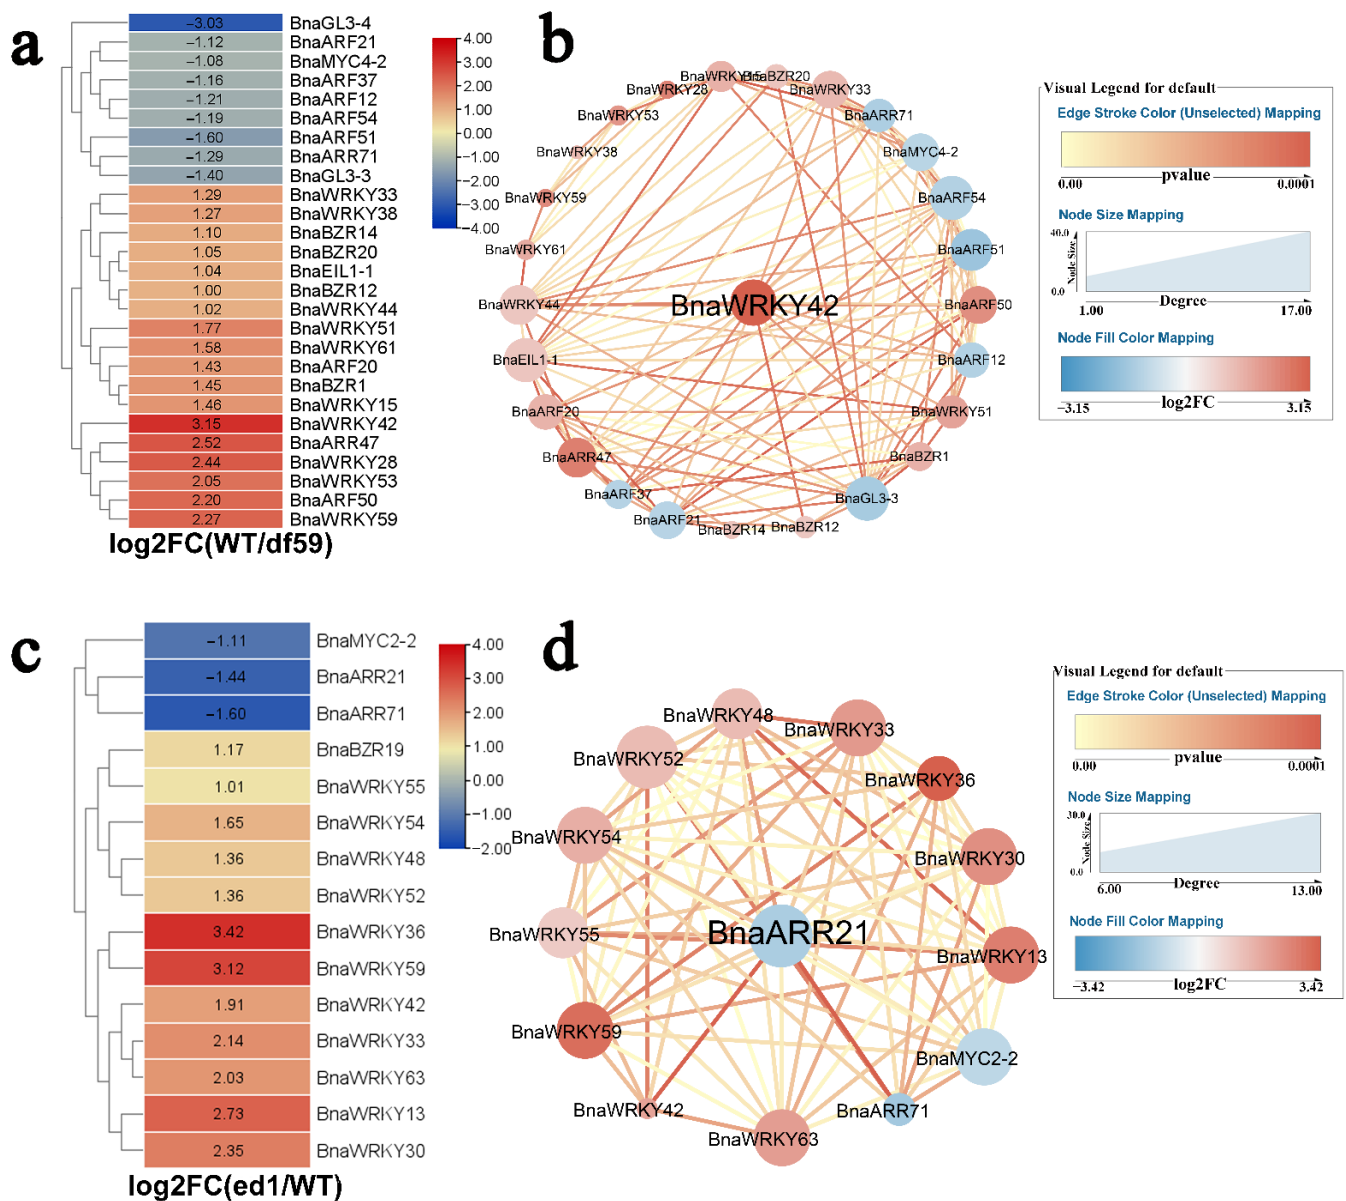 a
−3.03 BnaGL3-4
−1.12 BnaARF21
−1.08 BnaMYC4-2
−1.16 BnaARF37
−1.21 BnaARF12
−1.19 BnaARF54
−1.60 BnaARF51
−1.29 BnaARR71
−1.40 BnaGL3-3
1.29 BnaWRKY33
1.27 BnaWRKY38
1.10 BnaBZR14
1.05 BnaBZR20
1.04 BnaEIL1-1
1.00 BnaBZR12
1.02 BnaWRKY44
1.77 BnaWRKY51
1.58 BnaWRKY61
1.43 BnaARF20
1.45 BnaBZR1
1.46 BnaWRKY15
3.15 BnaWRKY42
2.52 BnaARR47
2.44 BnaWRKY28
2.05 BnaWRKY53
2.20 BnaARF50
2.27 BnaWRKY59
log2FC(WT/df59)
4.00
3.00
2.00
1.00
0.00
−1.00
−2.00
−3.00
−4.00
b
BnaWRKY15
BnaBZR20
BnaWRKY28
BnaWRKY33
BnaWRKY53
BnaARR71
BnaWRKY38
BnaMYC4-2
BnaWRKY59
BnaARF54
BnaWRKY61
BnaARF51
BnaWRKY44
BnaWRKY42
BnaARF50
BnaEIL1-1
BnaARF12
BnaARF20
BnaWRKY51
BnaARR47
BnaBZR1
BnaARF37
BnaGL3-3
BnaARF21
BnaBZR14
BnaBZR12
Visual Legend for default
Edge Stroke Color (Unselected) Mapping
0.00 pvalue 0.0001
Node Size Mapping
40.0
Node Size
0.0
1.00 Degree 17.00
Node Fill Color Mapping
−3.15 log2FC 3.15
c
−1.11 BnaMYC2-2
−1.44 BnaARR21
−1.60 BnaARR71
1.17 BnaBZR19
1.01 BnaWRKY55
1.65 BnaWRKY54
1.36 BnaWRKY48
1.36 BnaWRKY52
3.42 BnaWRKY36
3.12 BnaWRKY59
1.91 BnaWRKY42
2.14 BnaWRKY33
2.03 BnaWRKY63
2.73 BnaWRKY13
2.35 BnaWRKY30
log2FC(ed1/WT)
4.00
3.00
2.00
1.00
0.00
−1.00
−2.00
d
BnaWRKY48
BnaWRKY33
BnaWRKY52
BnaWRKY36
BnaWRKY54
BnaWRKY30
BnaWRKY55
BnaARR21
BnaWRKY13
BnaWRKY59
BnaMYC2-2
BnaWRKY42
BnaARR71
BnaWRKY63
Visual Legend for default
Edge Stroke Color (Unselected) Mapping
0.00 pvalue 0.0001
Node Size Mapping
30.0
Node Size
0.0
6.00 Degree 13.00
Node Fill Color Mapping
−3.42 log2FC 3.42